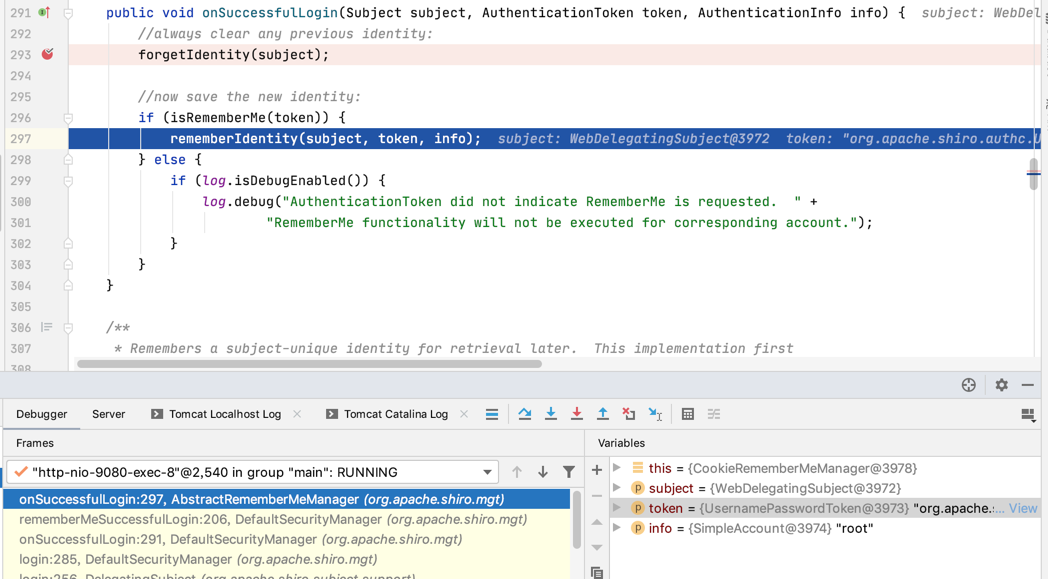 291 public void onSuccessfulLogin(Subject subject, AuthenticationToken token, AuthenticationInfo info) { subject: WebDel
292 //always clear any previous identity:
293 forgetIdentity(subject);
294
295 //now save the new identity:
296 if (isRememberMe(token)) {
297 rememberIdentity(subject, token, info); subject: WebDelegatingSubject@3972 token: "org.apache.shiro.authc.U
298 } else {
299 if (log.isDebugEnabled()) {
300 log.debug("AuthenticationToken did not indicate RememberMe is requested.  " +
301 "RememberMe functionality will not be executed for corresponding account.");
302 }
303 }
304 }
305
306 /**
307 * Remembers a subject-unique identity for retrieval later.  This implementation first
308
Debugger Server Tomcat Localhost Log Tomcat Catalina Log
Frames Variables
"http-nio-9080-exec-8"@2,540 in group "main": RUNNING
onSuccessfulLogin:297, AbstractRememberMeManager (org.apache.shiro.mgt)
rememberMeSuccessfulLogin:206, DefaultSecurityManager (org.apache.shiro.mgt)
onSuccessfulLogin:291, DefaultSecurityManager (org.apache.shiro.mgt)
login:285, DefaultSecurityManager (org.apache.shiro.mgt)
login:256, DelegatingSubject (org.apache.shiro.subject.support)
this = {CookieRememberMeManager@3978}
subject = {WebDelegatingSubject@3972}
token = {UsernamePasswordToken@3973} "org.apache.s... View
info = {SimpleAccount@3974} "root"